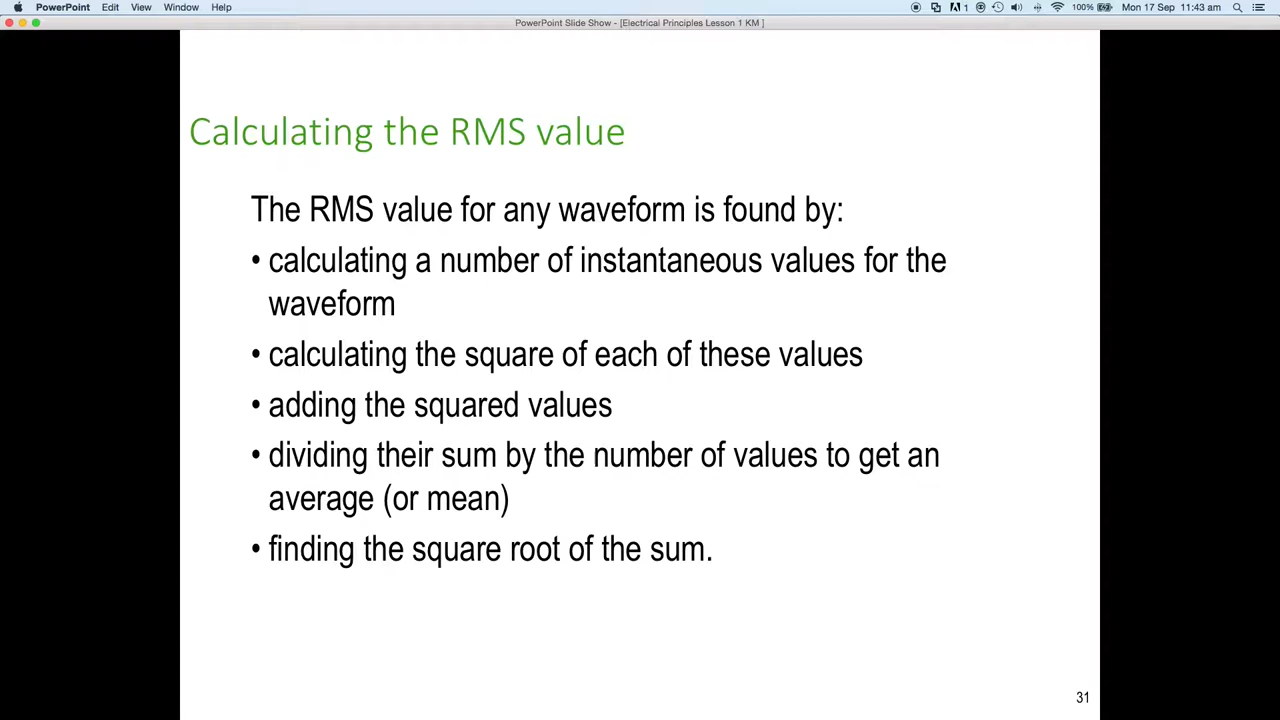 PowerPoint Edit View Window Help 1 100% Mon 17 Sep 11:43 am
PowerPoint Slide Show - [Electrical Principles Lesson 1 KM ]
Calculating the RMS value
The RMS value for any waveform is found by:
• calculating a number of instantaneous values for the
waveform
• calculating the square of each of these values
• adding the squared values
• dividing their sum by the number of values to get an
average (or mean)
• finding the square root of the sum.
31